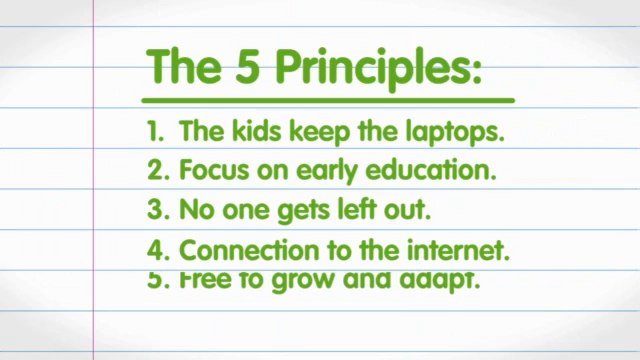 The 5 Principles:
1. The kids keep the laptops.
2. Focus on early education.
3. No one gets left out.
4. Connection to the internet.
5. Free to grow and adapt.